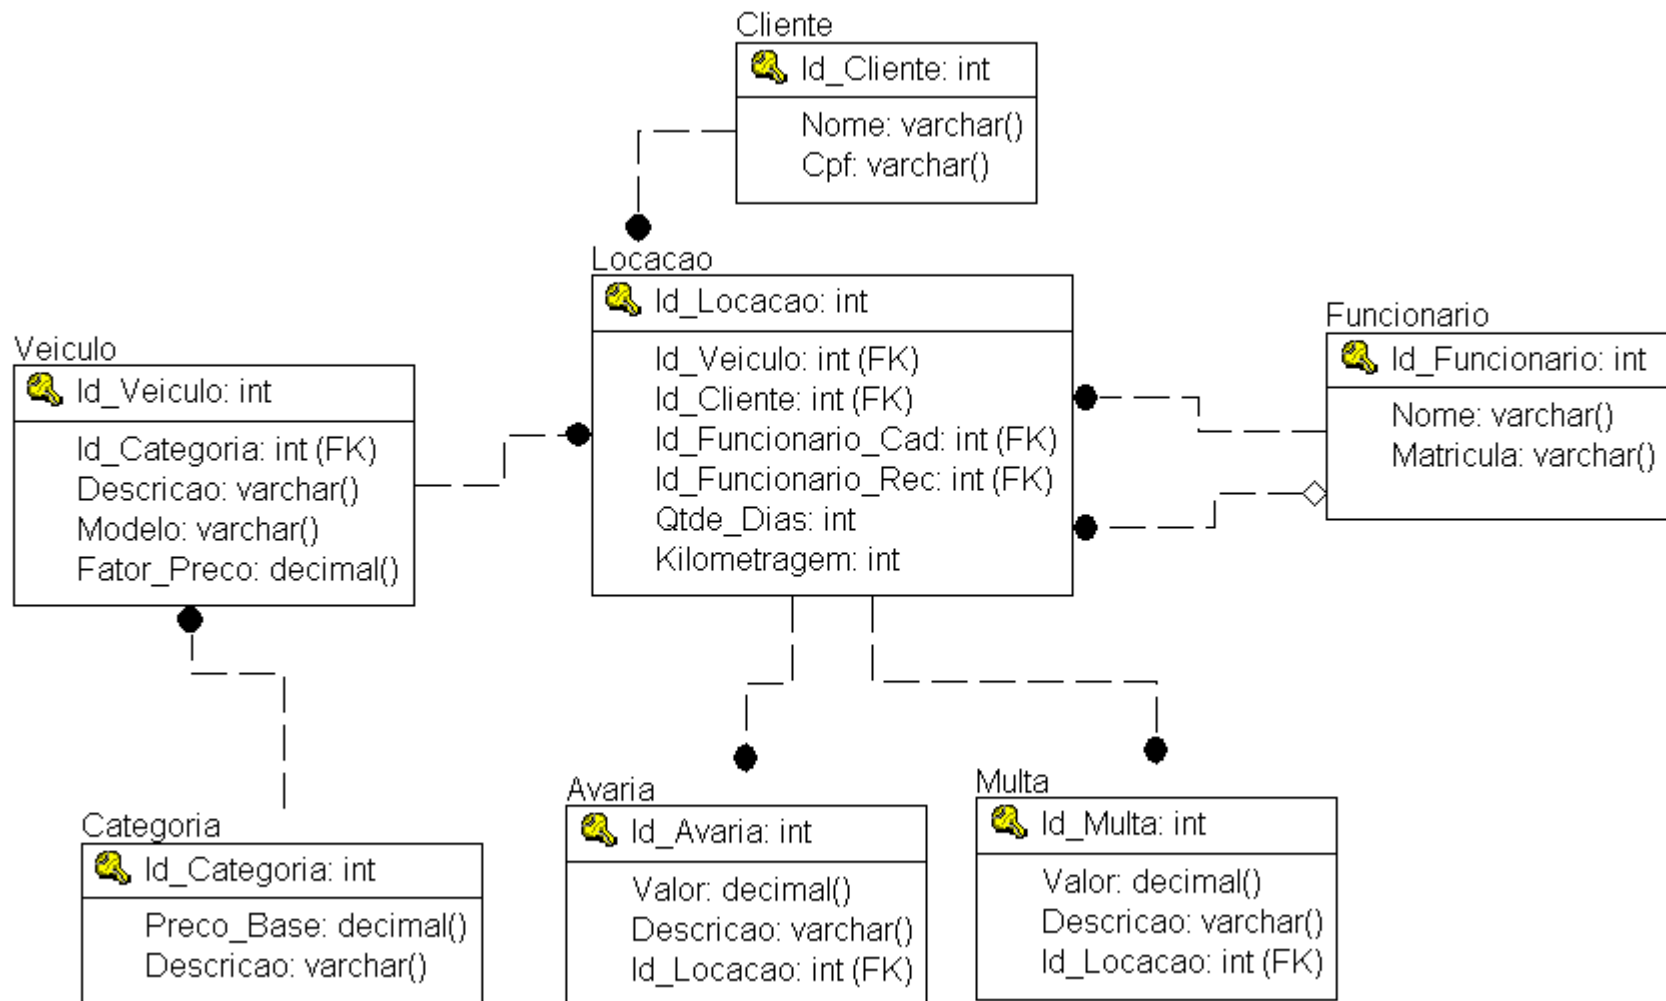 Cliente
Id_Cliente: int
Nome: varchar()
Cpf: varchar()
Locacao
Id_Locacao: int
Id_Veiculo: int (FK)
Id_Cliente: int (FK)
Id_Funcionario_Cad: int (FK)
Id_Funcionario_Rec: int (FK)
Qtde_Dias: int
Kilometragem: int
Funcionario
Id_Funcionario: int
Nome: varchar()
Matricula: varchar()
Veiculo
Id_Veiculo: int
Id_Categoria: int (FK)
Descricao: varchar()
Modelo: varchar()
Fator_Preco: decimal()
Categoria
Id_Categoria: int
Preco_Base: decimal()
Descricao: varchar()
Avaria
Id_Avaria: int
Valor: decimal()
Descricao: varchar()
Id_Locacao: int (FK)
Multa
Id_Multa: int
Valor: decimal()
Descricao: varchar()
Id_Locacao: int (FK)